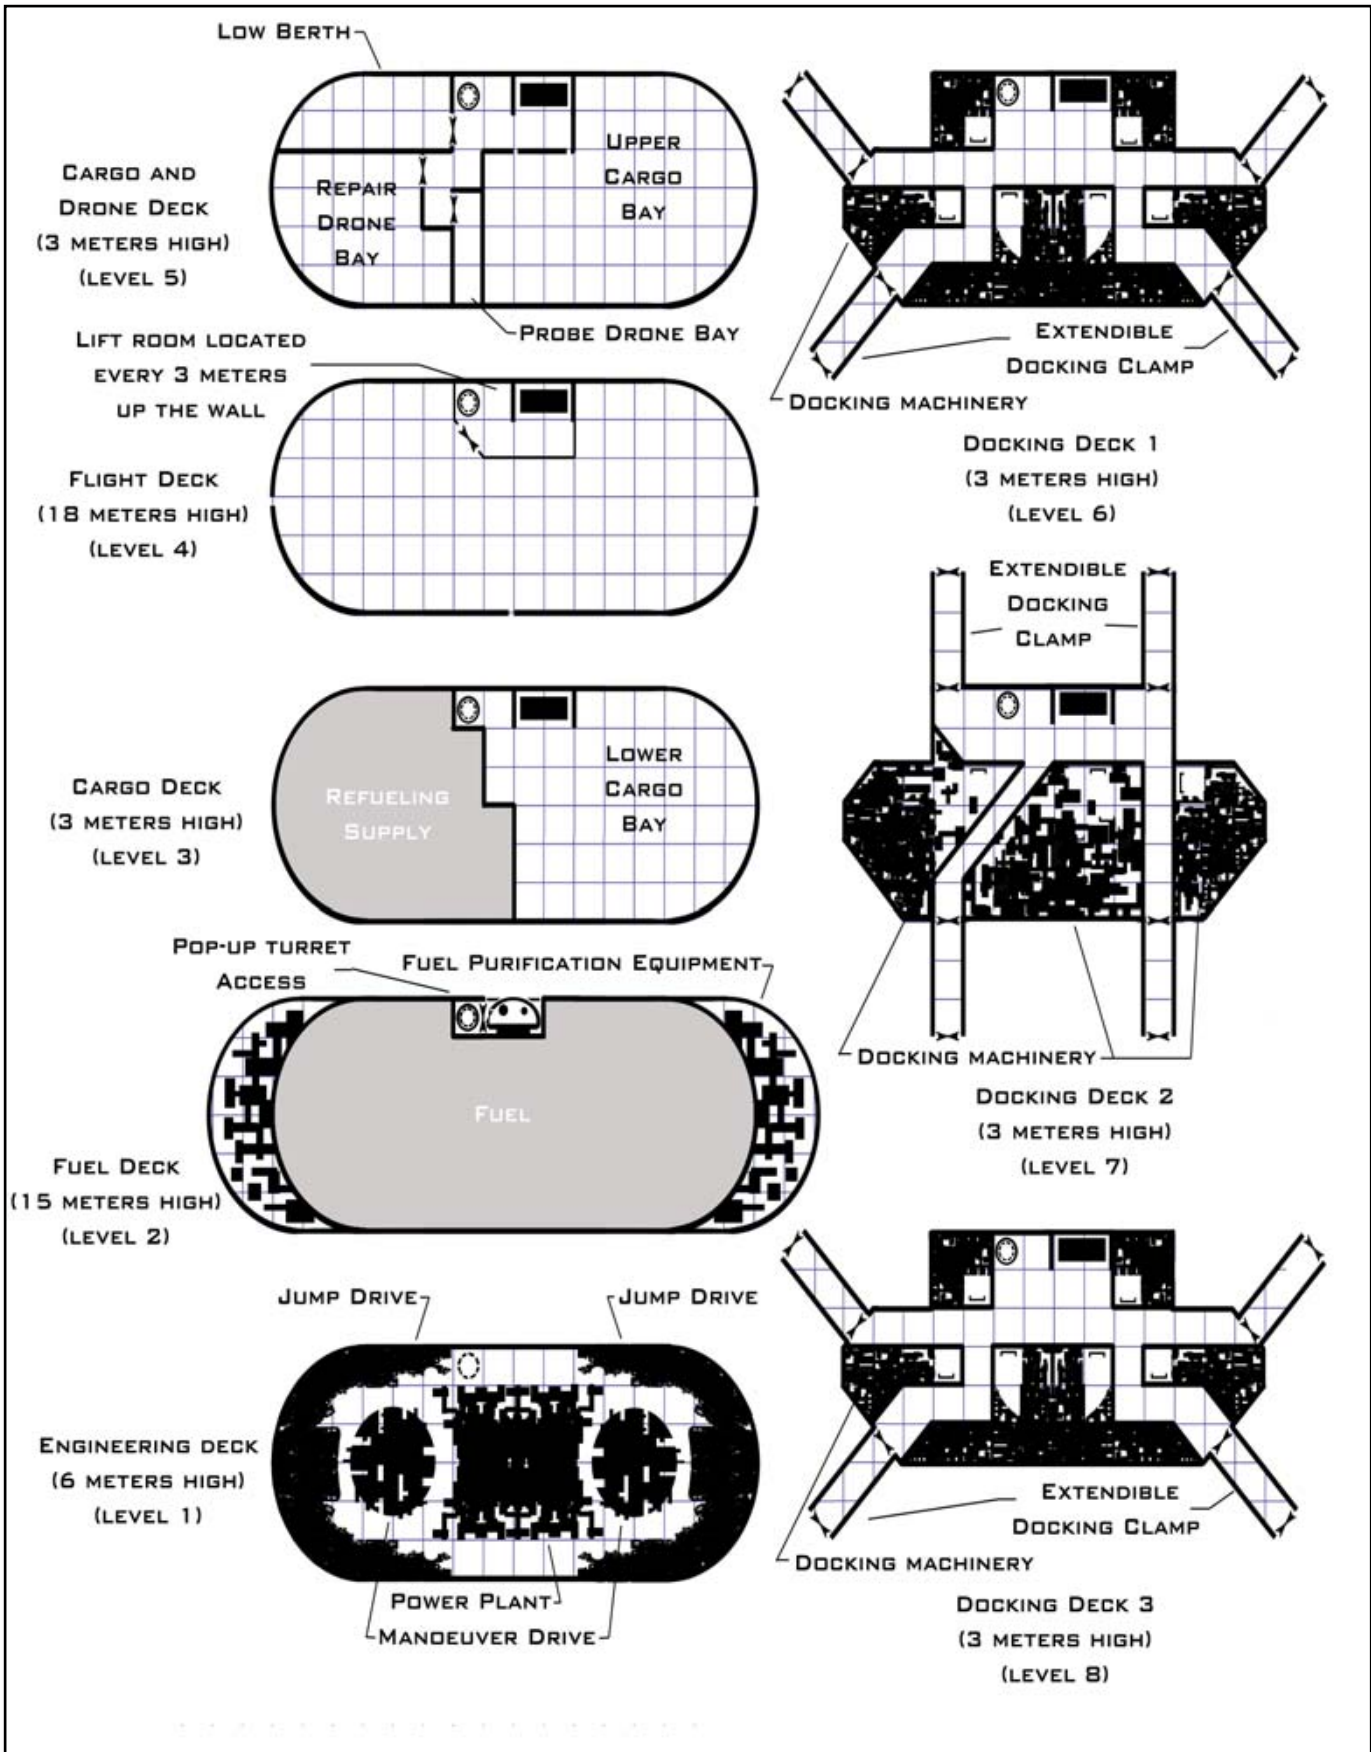 LOW BERTH
CARGO AND
DRONE DECK
(3 METERS HIGH)
(LEVEL 5)
REPAIR
DRONE
BAY
UPPER
CARGO
BAY
PROBE DRONE BAY
LIFT ROOM LOCATED
EVERY 3 METERS
UP THE WALL
FLIGHT DECK
(18 METERS HIGH)
(LEVEL 4)
CARGO DECK
(3 METERS HIGH)
(LEVEL 3)
REFUELING
SUPPLY
LOWER
CARGO
BAY
POP-UP TURRET
ACCESS
FUEL PURIFICATION EQUIPMENT
FUEL
FUEL DECK
(15 METERS HIGH)
(LEVEL 2)
JUMP DRIVE
JUMP DRIVE
ENGINEERING DECK
(6 METERS HIGH)
(LEVEL 1)
POWER PLANT
MANOEUVER DRIVE
EXTENDIBLE
DOCKING CLAMP
DOCKING MACHINERY
DOCKING DECK 1
(3 METERS HIGH)
(LEVEL 6)
EXTENDIBLE
DOCKING
CLAMP
DOCKING MACHINERY
DOCKING DECK 2
(3 METERS HIGH)
(LEVEL 7)
EXTENDIBLE
DOCKING CLAMP
DOCKING MACHINERY
DOCKING DECK 3
(3 METERS HIGH)
(LEVEL 8)